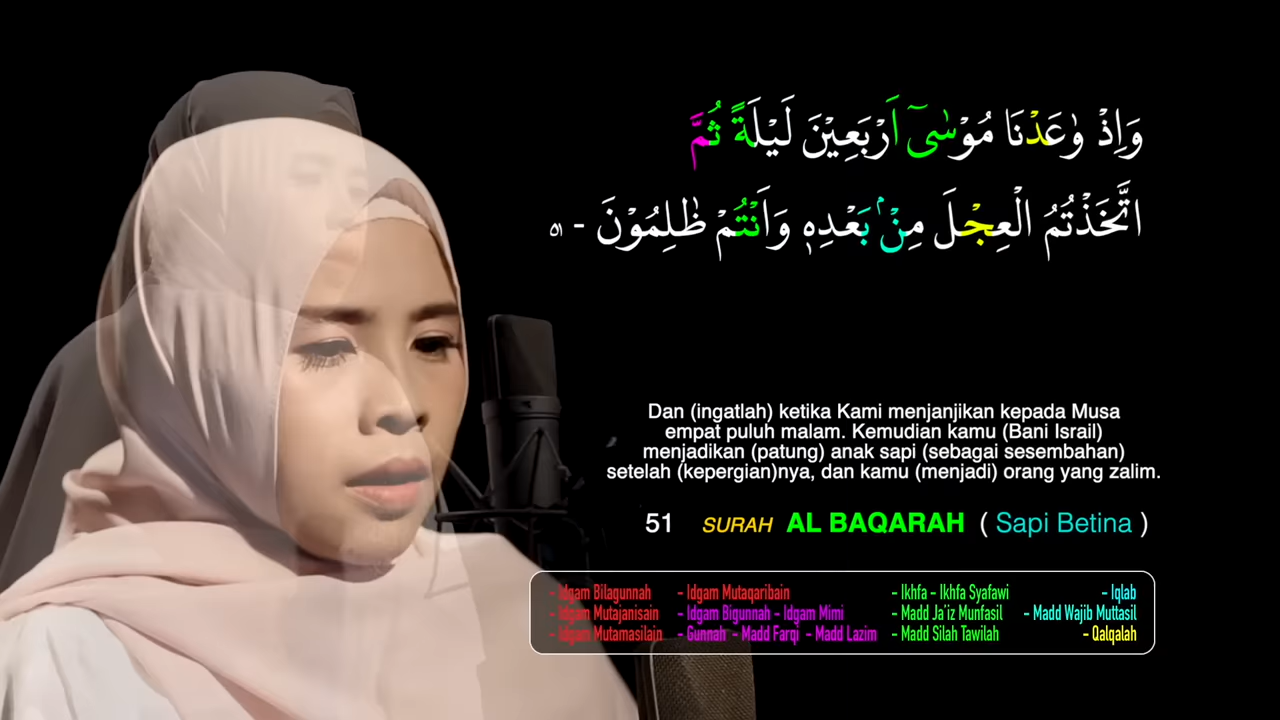 وَاِذْ وٰعَدْنَا مُوْسٰىٓ اَرْبَعِيْنَ لَيْلَةً ثُمَّ
اتَّخَذْتُمُ الْعِجْلَ مِنْۢ بَعْدِهٖ وَاَنْتُمْ ظٰلِمُوْنَ - ٥١
Dan (ingatlah) ketika Kami menjanjikan kepada Musa
empat puluh malam. Kemudian kamu (Bani Israil)
menjadikan (patung) anak sapi (sebagai sesembahan)
setelah (kepergian)nya, dan kamu (menjadi) orang yang zalim.
51 SURAH AL BAQARAH ( Sapi Betina )
- Idgam Bilagunnah - Idgam Mutaqaribain - Ikhfa - Ikhfa Syafawi - Iqlab
- Idgam Mutajanisain - Idgam Bigunnah - Idgam Mimi - Madd Ja'iz Munfasil - Madd Wajib Muttasil
- Idgam Mutamasilain - Gunnah - Madd Farqi - Madd Lazim - Madd Silah Tawilah - Qalqalah